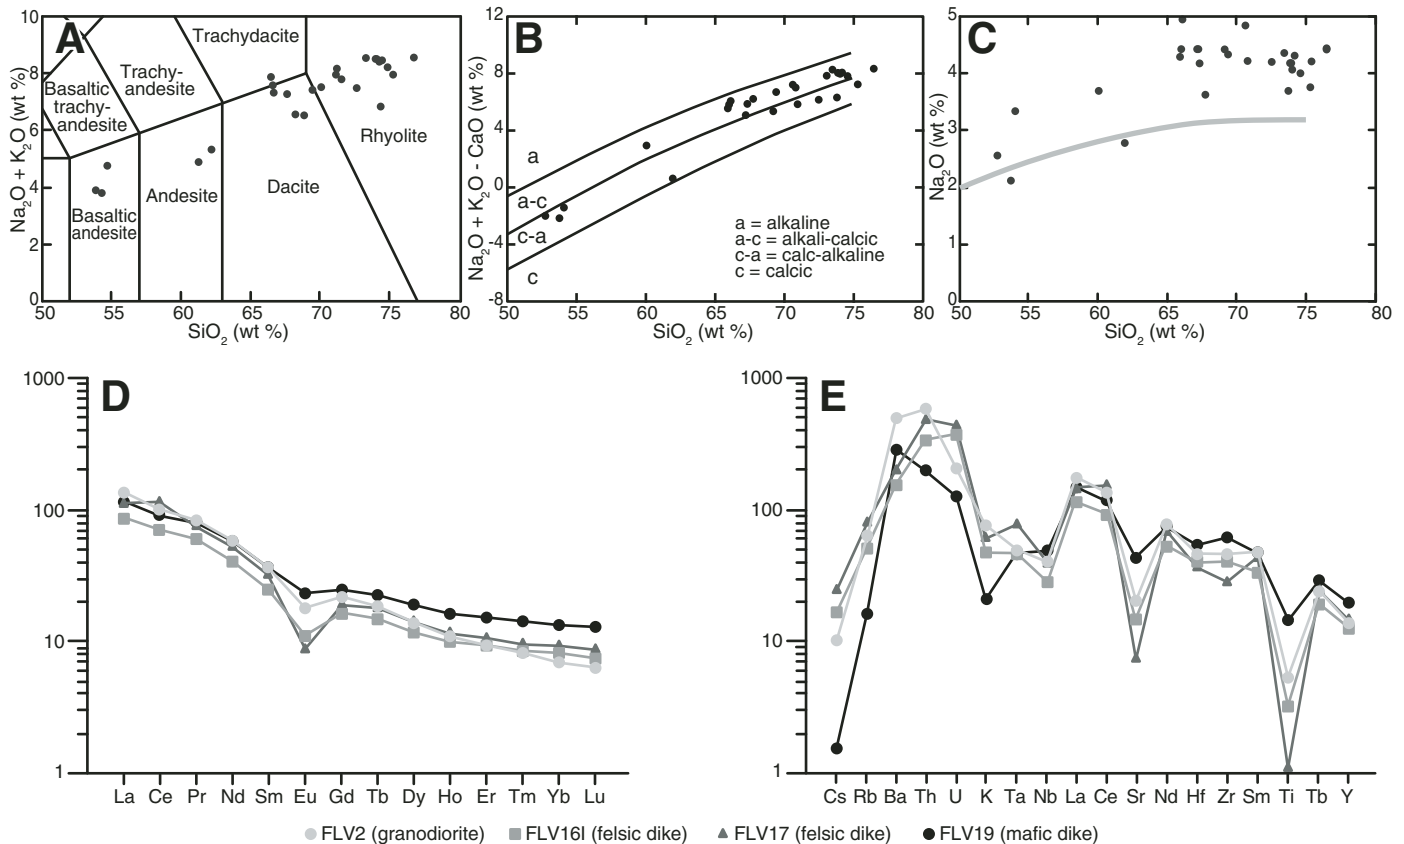 A
Na2O + K2O (wt %)
10
8
6
4
2
0
50
55
60
65
70
75
80
SiO2 (wt %)
Basaltic
trachy-
andesite
Trachy-
andesite
Trachydacite
Basaltic
andesite
Andesite
Dacite
Rhyolite
B
Na2O + K2O - CaO (wt %)
12
8
4
0
-4
-8
50
55
60
65
70
75
80
SiO2 (wt %)
a
a-c
c-a
c
a = alkaline
a-c = alkali-calcic
c-a = calc-alkaline
c = calcic
C
Na2O (wt %)
5
4
3
2
1
0
50
55
60
65
70
75
80
SiO2 (wt %)
D
1000
100
10
1
La Ce Pr Nd Sm Eu Gd Tb Dy Ho Er Tm Yb Lu
E
1000
100
10
1
Cs Rb Ba Th U K Ta Nb La Ce Sr Nd Hf Zr Sm Ti Tb Y
FLV2 (granodiorite) FLV16I (felsic dike) FLV17 (felsic dike) FLV19 (mafic dike)